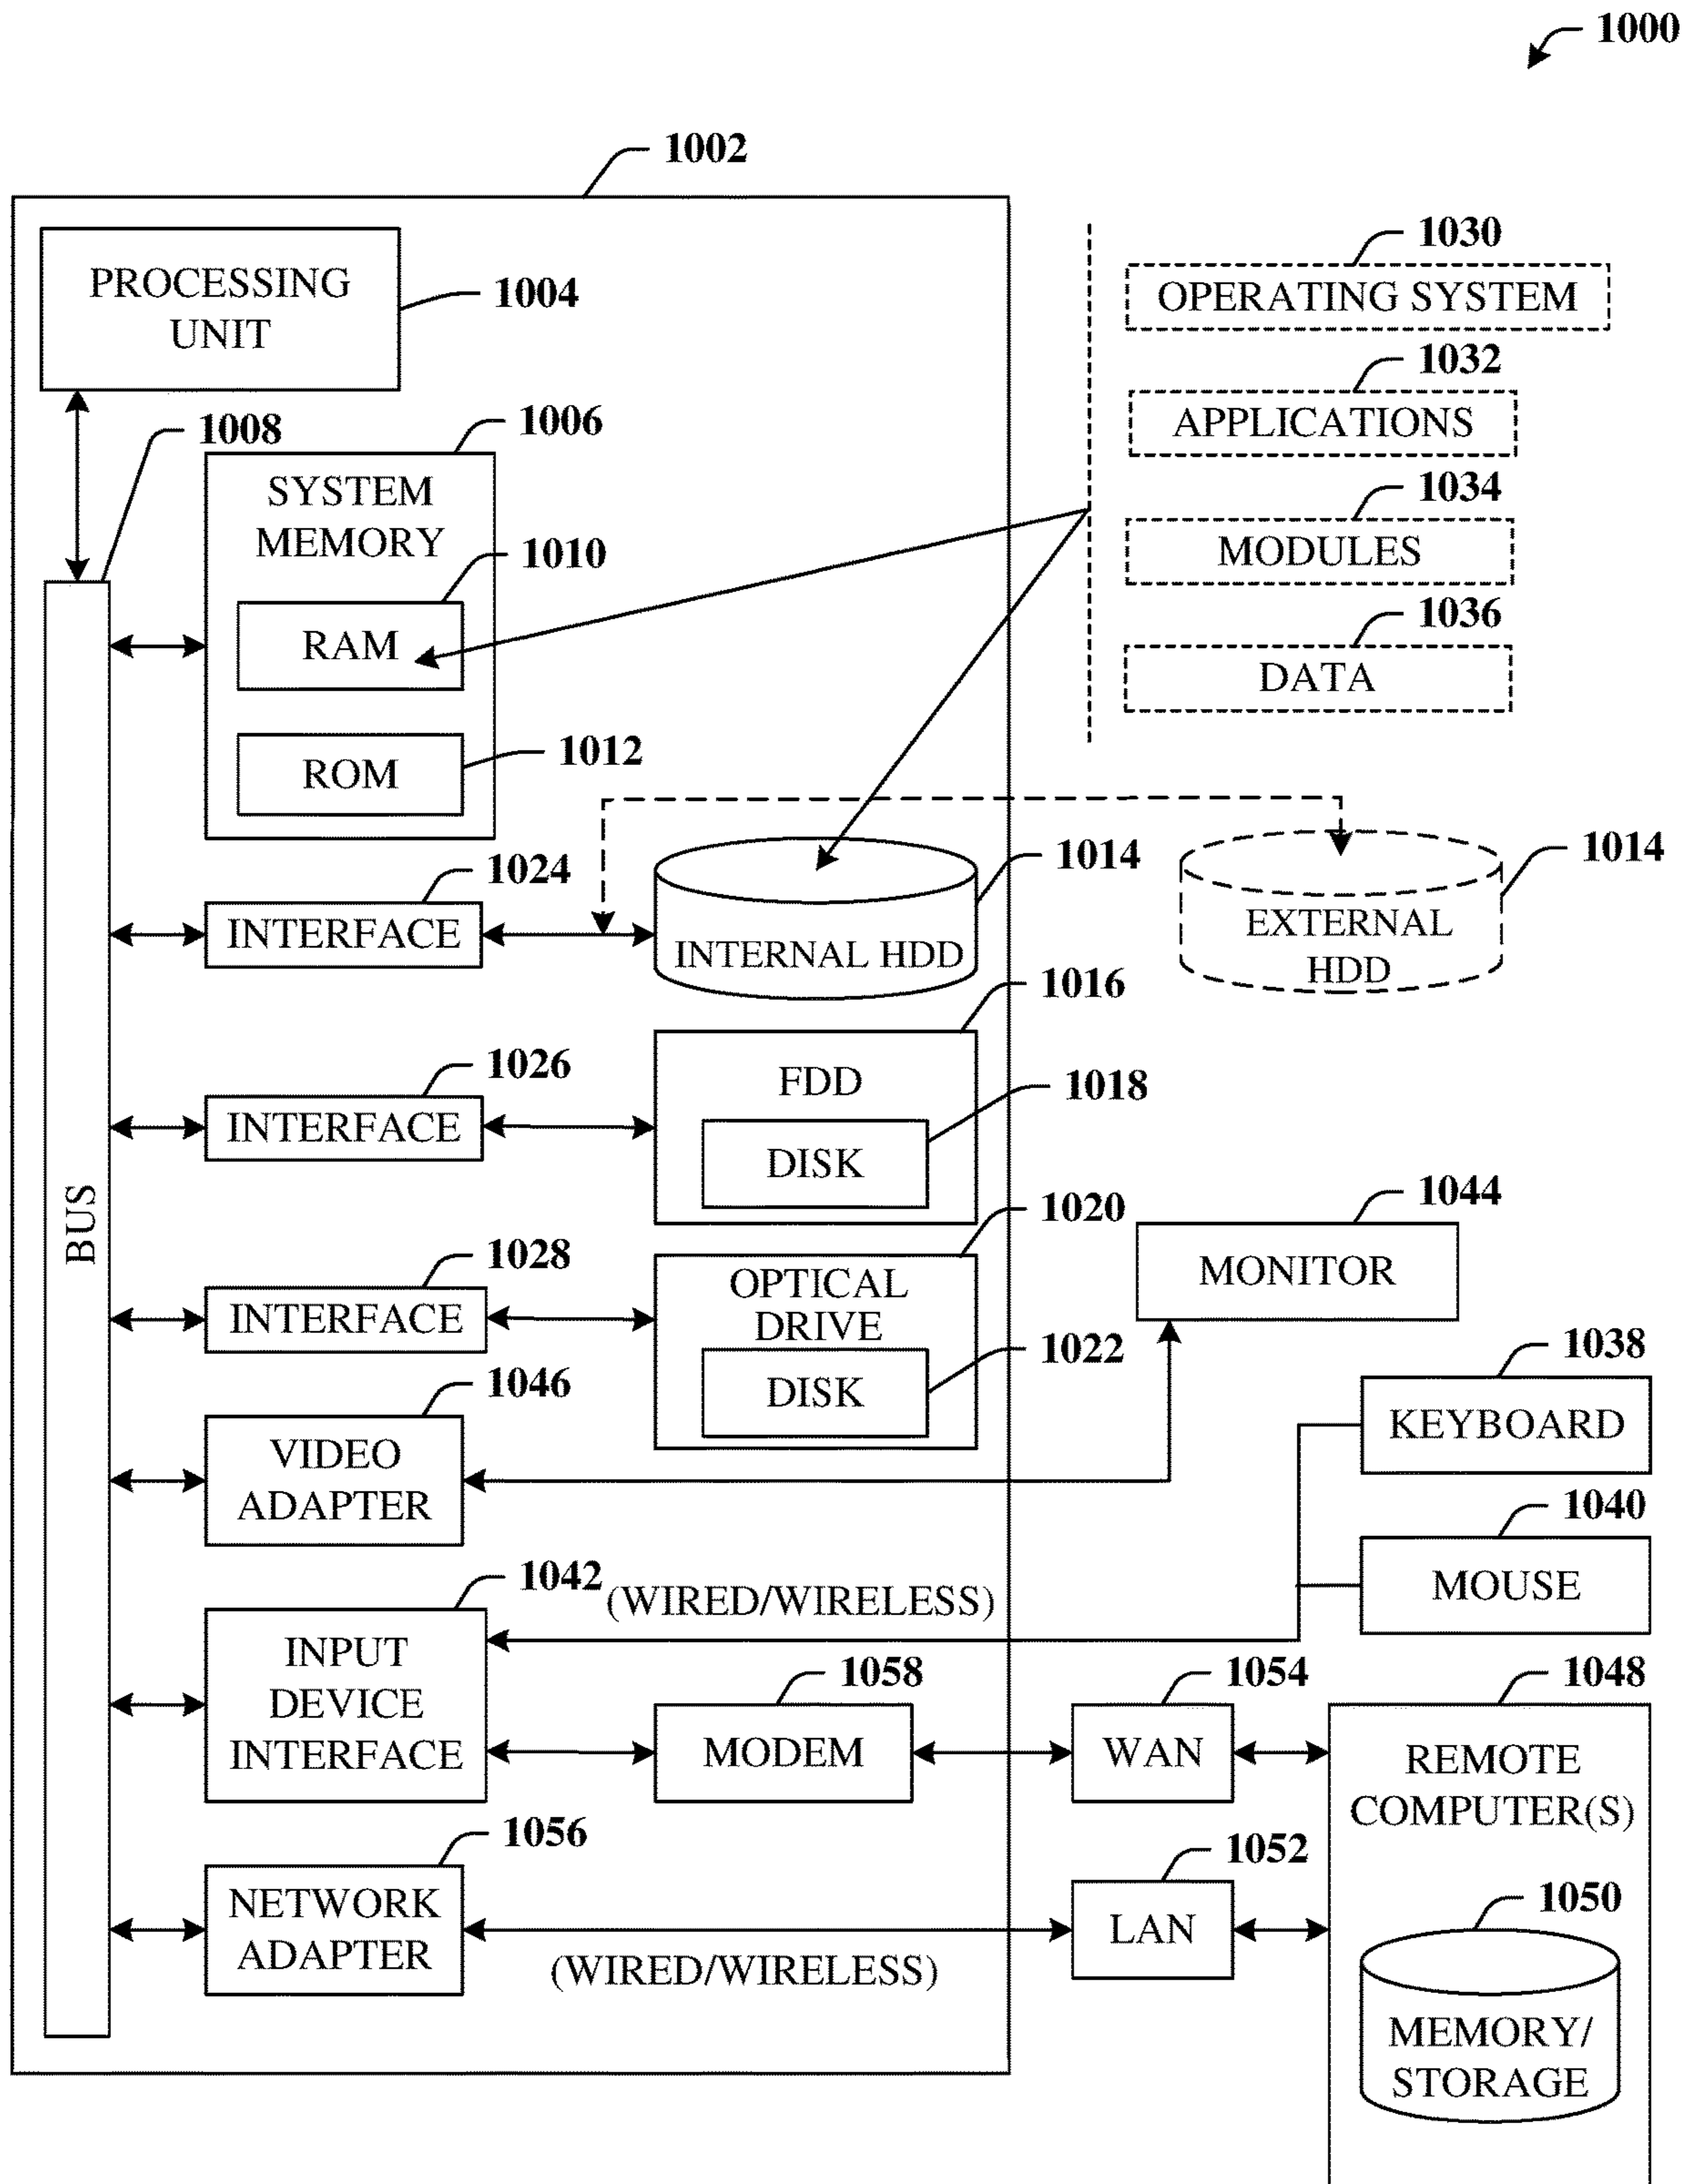 1000
1002
PROCESSING
UNIT
1004
1030
OPERATING SYSTEM
1032
APPLICATIONS
1034
MODULES
1036
DATA
1008
1006
SYSTEM
MEMORY
1010
RAM
1012
ROM
BUS
1024
INTERFACE
1014
INTERNAL HDD
1014
EXTERNAL
HDD
1026
INTERFACE
1016
FDD
1018
DISK
1028
INTERFACE
1020
OPTICAL
DRIVE
1022
DISK
1044
MONITOR
1046
VIDEO
ADAPTER
1038
KEYBOARD
1040
MOUSE
1042
(WIRED/WIRELESS)
INPUT
DEVICE
INTERFACE
1058
MODEM
1054
WAN
1048
REMOTE
COMPUTER(S)
1056
NETWORK
ADAPTER
(WIRED/WIRELESS)
1052
LAN
1050
MEMORY/
STORAGE